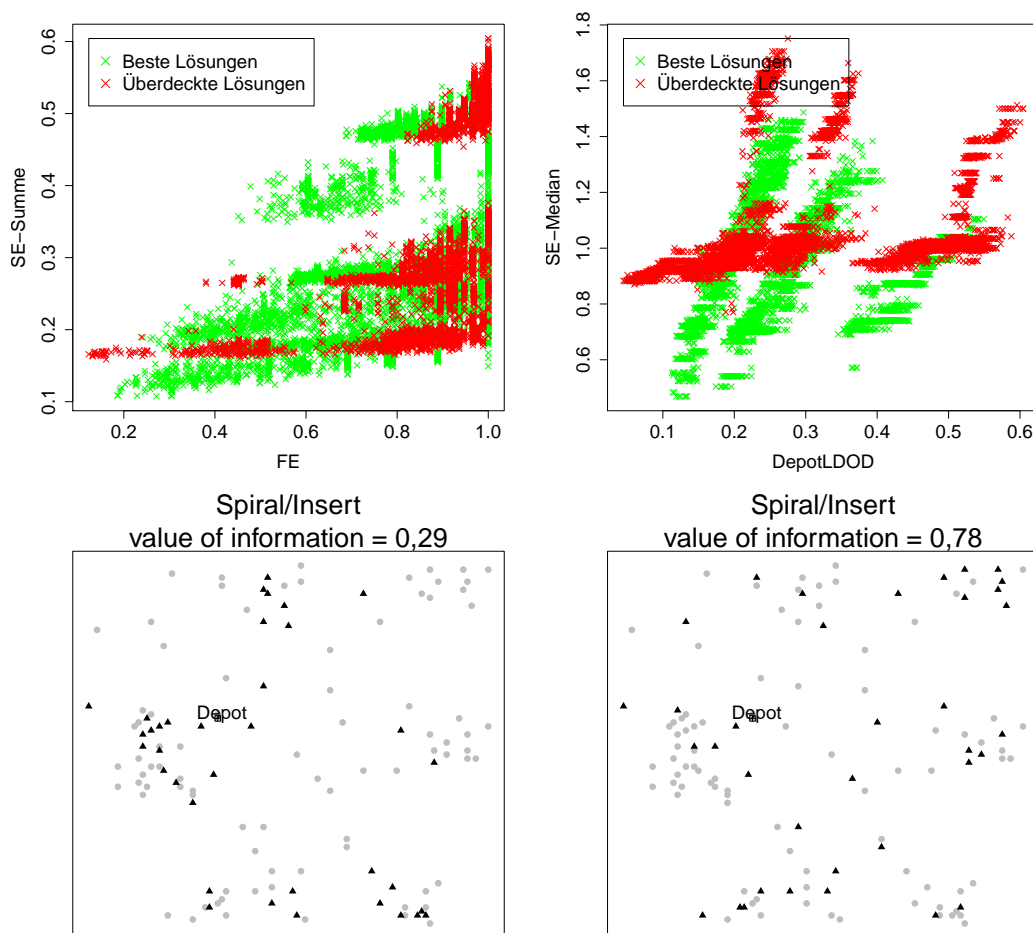 Beste Lösungen
Überdeckte Lösungen
SE−Summe
0.1
0.2
0.3
0.4
0.5
0.6
0.2 0.4 0.6 0.8 1.0
FE
Beste Lösungen
Überdeckte Lösungen
SE−Median
0.6
0.8
1.0
1.2
1.4
1.6
1.8
0.1 0.2 0.3 0.4 0.5 0.6
DepotLDOD
Spiral/Insert
value of information = 0,29
Depot
Spiral/Insert
value of information = 0,78
Depot